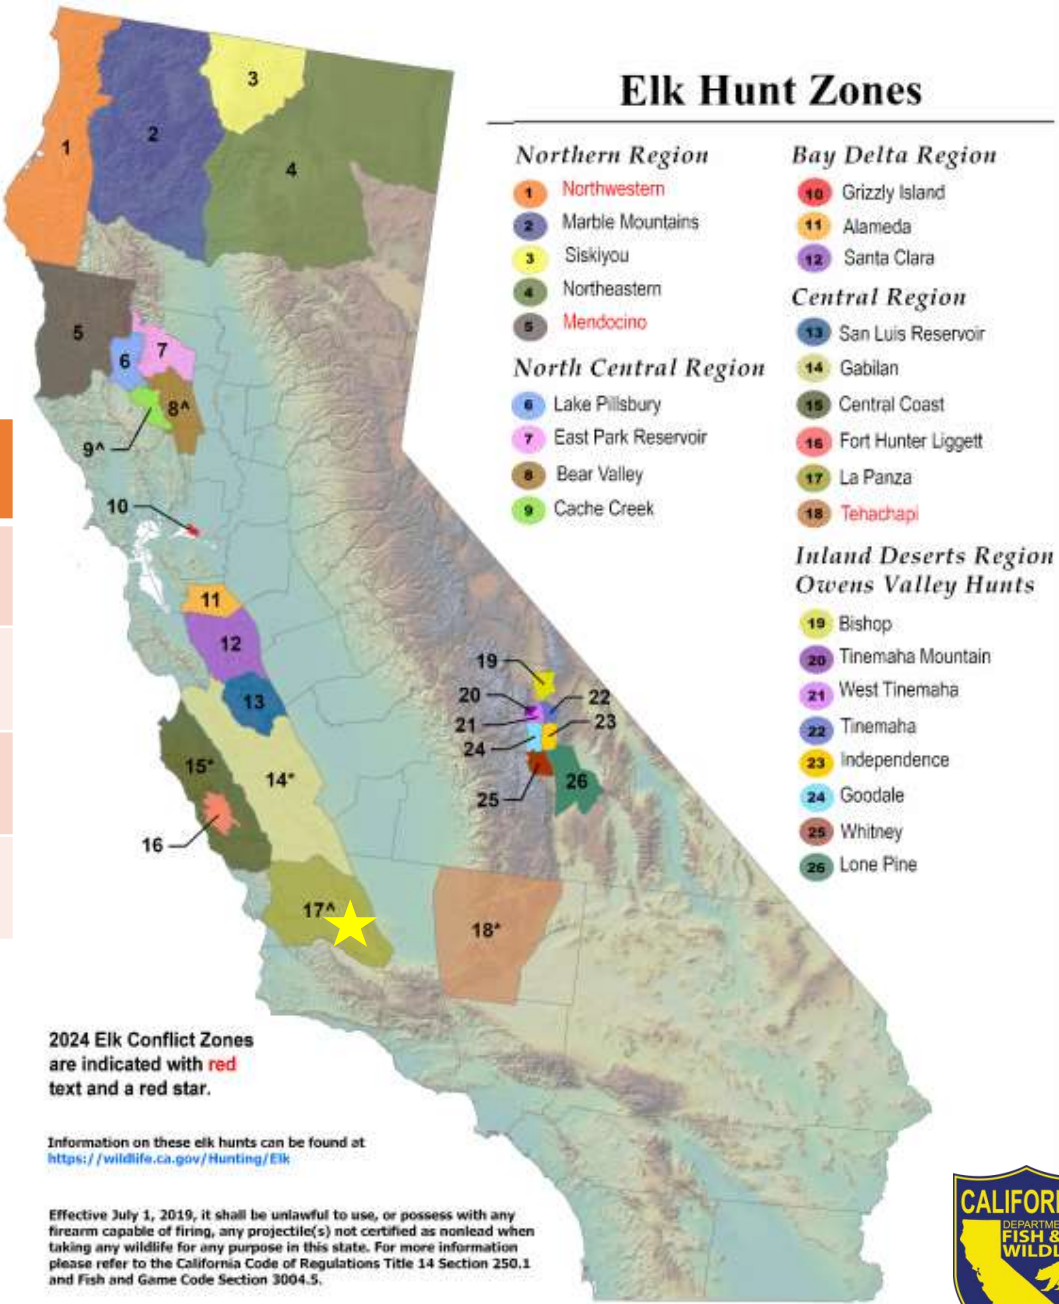 Elk Hunt Zones
Northern Region
1 Northwestern
2 Marble Mountains
3 Siskiyou
4 Northeastern
5 Mendocino
North Central Region
6 Lake Pillsbury
7 East Park Reservoir
8 Bear Valley
9 Cache Creek
Bay Delta Region
10 Grizzly Island
11 Alameda
12 Santa Clara
Central Region
13 San Luis Reservoir
14 Gabilan
15 Central Coast
16 Fort Hunter Liggett
17 La Panza
18 Tehachapi
Inland Deserts Region
Owens Valley Hunts
19 Bishop
20 Tinemaha Mountain
21 West Tinemaha
22 Tinemaha
23 Independence
24 Goodale
25 Whitney
26 Lone Pine
1
2
3
4
5
6
7
8^
9^
10
11
12
13
14*
15*
16
17^
18*
19
20
21
22
23
24
25
26
2024 Elk Conflict Zones
are indicated with red
text and a red star.
Information on these elk hunts can be found at
https://wildlife.ca.gov/Hunting/Elk
Effective July 1, 2019, it shall be unlawful to use, or possess with any
firearm capable of firing, any projectile(s) not certified as nonlead when
taking any wildlife for any purpose in this state. For more information
please refer to the California Code of Regulations Title 14 Section 250.1
and Fish and Game Code Section 3004.5.
CALIFOR
DEPARTME
FISH &
WILDL